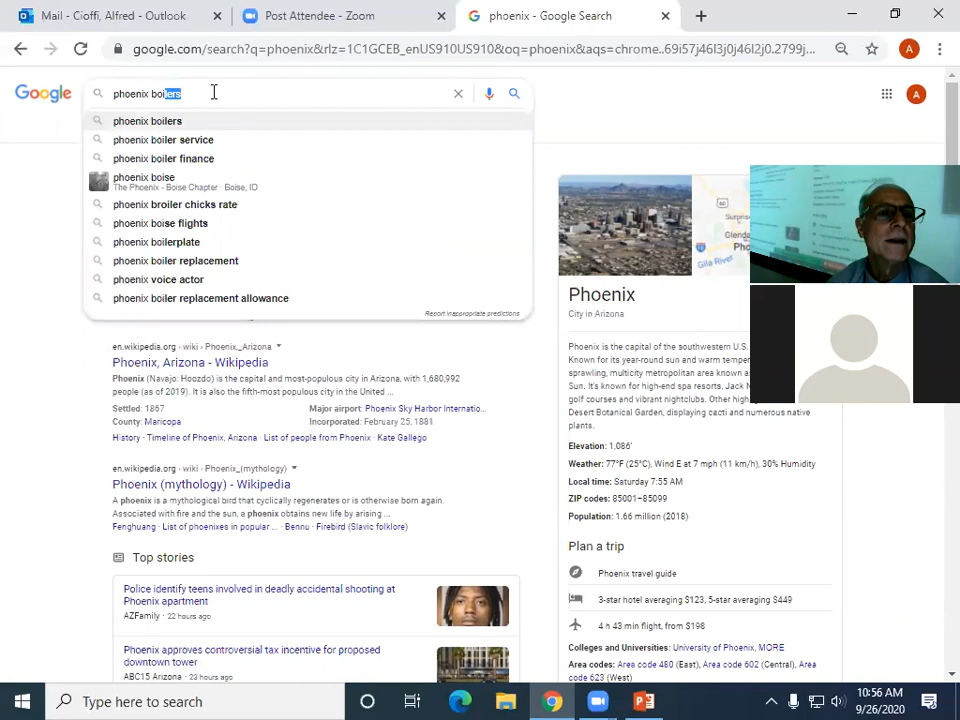 Mail - Cioffi, Alfred - Outlook
Post Attendee - Zoom
phoenix - Google Search
google.com/search?q=phoenix&rlz=1C1GCEB_enUS910US910&oq=phoenix&aqs=chrome..69i57j46l3j0j46l2j0.2799j...
A
Google
phoenix boilers
A
phoenix boilers
phoenix boiler service
phoenix boiler finance
phoenix boise
The Phoenix - Boise Chapter · Boise, ID
phoenix broiler chicks rate
phoenix boise flights
phoenix boilerplate
phoenix boiler replacement
phoenix voice actor
phoenix boiler replacement allowance
Report inappropriate predictions
en.wikipedia.org › wiki › Phoenix,_Arizona
Phoenix, Arizona - Wikipedia
Phoenix (Navajo: Hoozdo) is the capital and most-populous city in Arizona, with 1,680,992
people (as of 2019). It is also the fifth-most populous city in the United ...
Settled: 1867
Major airport: Phoenix Sky Harbor Internatio...
County: Maricopa
Incorporated: February 25, 1881
History · Timeline of Phoenix, Arizona · List of people from Phoenix · Kate Gallego
en.wikipedia.org › wiki › Phoenix_(mythology)
Phoenix (mythology) - Wikipedia
A phoenix is a mythological bird that cyclically regenerates or is otherwise born again.
Associated with fire and the sun, a phoenix obtains new life by arising ...
Fenghuang · List of phoenixes in popular ... · Bennu · Firebird (Slavic folklore)
Top stories
Police identify teens involved in deadly accidental shooting at
Phoenix apartment
AZFamily · 22 hours ago
Phoenix approves controversial tax incentive for proposed
downtown tower
ABC15 Arizona · 23 hours ago
60
Surprise
Glenda
Pho
Gila River
Phoenix
City in Arizona
Phoenix is the capital of the southwestern U.S.
Known for its year-round sun and warm temper
sprawling, multicity metropolitan area known as
Sun. It's known for high-end spa resorts, Jack N
golf courses and vibrant nightclubs. Other high
Desert Botanical Garden, displaying cacti and numerous native
plants.
Elevation: 1,086'
Weather: 77°F (25°C), Wind E at 7 mph (11 km/h), 30% Humidity
Local time: Saturday 7:55 AM
ZIP codes: 85001–85099
Population: 1.66 million (2018)
Plan a trip
Phoenix travel guide
3-star hotel averaging $123, 5-star averaging $449
4 h 43 min flight, from $198
Colleges and Universities: University of Phoenix, MORE
Area codes: Area code 480 (East), Area code 602 (Central), Area
code 623 (West)
Type here to search
10:56 AM
9/26/2020